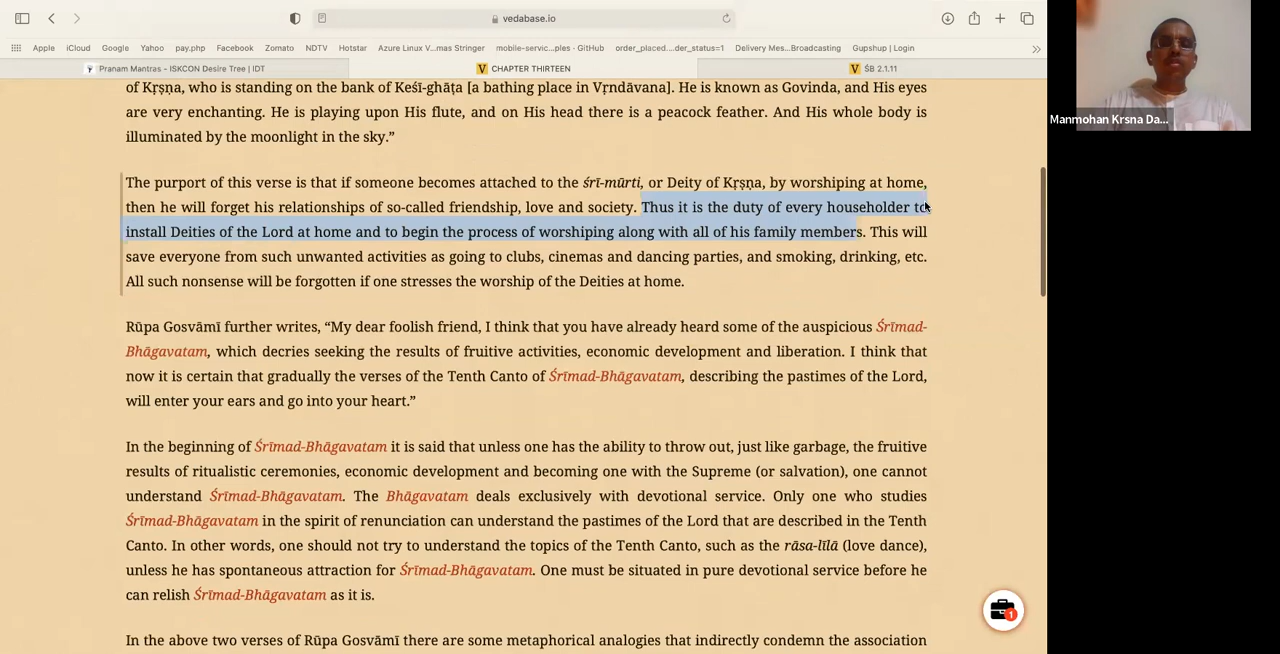 vedabase.io
Apple iCloud Google Yahoo pay.php Facebook Zomato NDTV Hotstar Azure Linux V...mas Stringer mobile-servic...ples · GitHub order_placed....der_status=1 Delivery Mes...Broadcasting Gupshup | Login
Pranam Mantras – ISKCON Desire Tree | IDT
V CHAPTER THIRTEEN
V ŚB 2.1.11
of Kṛṣṇa, who is standing on the bank of Keśī-ghāṭa [a bathing place in Vṛndāvana]. He is known as Govinda, and His eyes
are very enchanting. He is playing upon His flute, and on His head there is a peacock feather. And His whole body is
illuminated by the moonlight in the sky.”
The purport of this verse is that if someone becomes attached to the śrī-mūrti, or Deity of Kṛṣṇa, by worshiping at home,
then he will forget his relationships of so-called friendship, love and society. Thus it is the duty of every householder to
install Deities of the Lord at home and to begin the process of worshiping along with all of his family members. This will
save everyone from such unwanted activities as going to clubs, cinemas and dancing parties, and smoking, drinking, etc.
All such nonsense will be forgotten if one stresses the worship of the Deities at home.
Rūpa Gosvāmī further writes, “My dear foolish friend, I think that you have already heard some of the auspicious Śrīmad-
Bhāgavatam, which decries seeking the results of fruitive activities, economic development and liberation. I think that
now it is certain that gradually the verses of the Tenth Canto of Śrīmad-Bhāgavatam, describing the pastimes of the Lord,
will enter your ears and go into your heart.”
In the beginning of Śrīmad-Bhāgavatam it is said that unless one has the ability to throw out, just like garbage, the fruitive
results of ritualistic ceremonies, economic development and becoming one with the Supreme (or salvation), one cannot
understand Śrīmad-Bhāgavatam. The Bhāgavatam deals exclusively with devotional service. Only one who studies
Śrīmad-Bhāgavatam in the spirit of renunciation can understand the pastimes of the Lord that are described in the Tenth
Canto. In other words, one should not try to understand the topics of the Tenth Canto, such as the rāsa-līlā (love dance),
unless he has spontaneous attraction for Śrīmad-Bhāgavatam. One must be situated in pure devotional service before he
can relish Śrīmad-Bhāgavatam as it is.
In the above two verses of Rūpa Gosvāmī there are some metaphorical analogies that indirectly condemn the association
1
Manmohan Krsna Da...